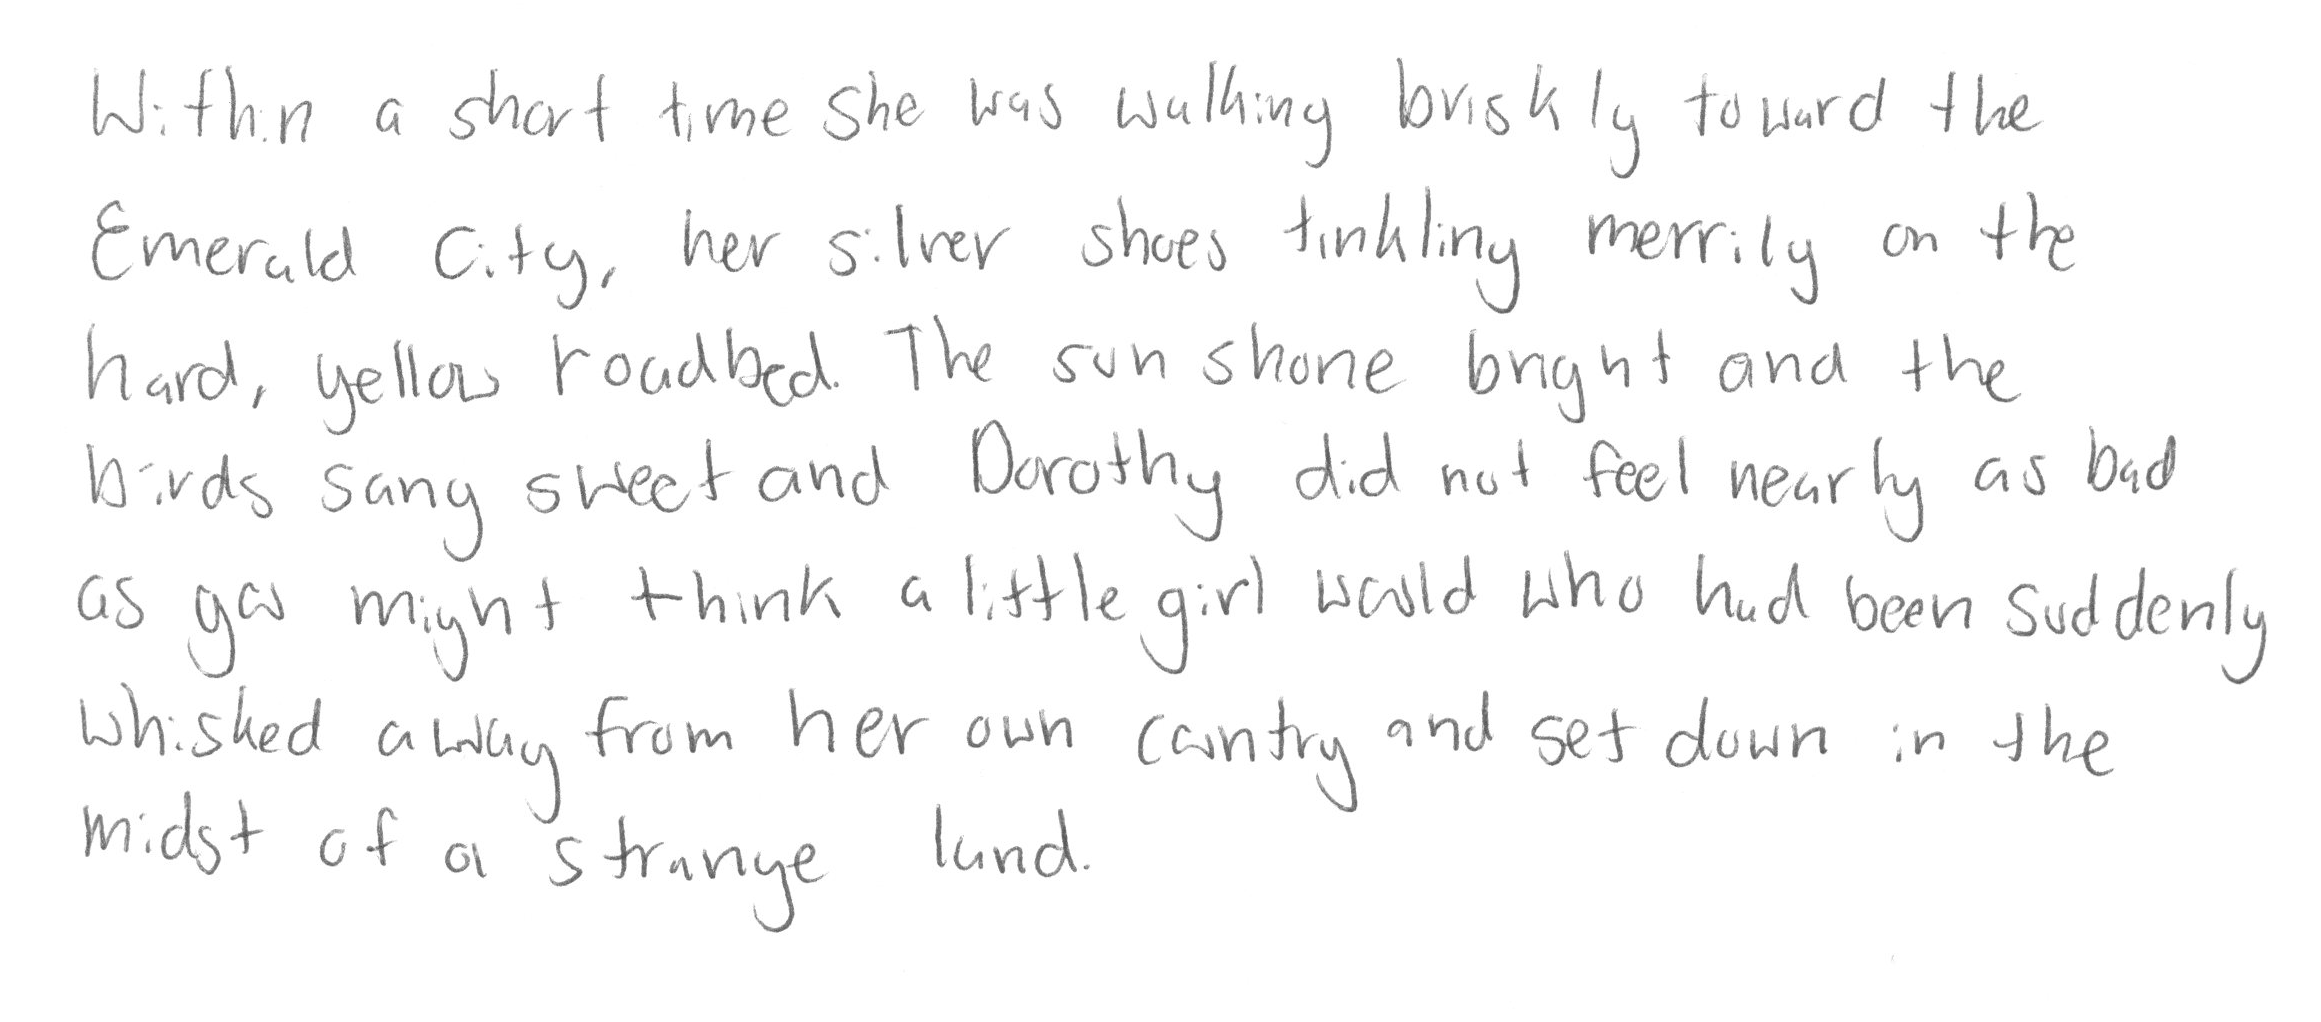 Within a short time she was walking briskly toward the
Emerald City, her silver shoes tinkling merrily on the
hard, yellow roadbed. The sun shone bright and the
birds sang sweet and Dorothy did not feel nearly as bad
as you might think a little girl would who had been suddenly
whisked away from her own country and set down in the
midst of a strange land.